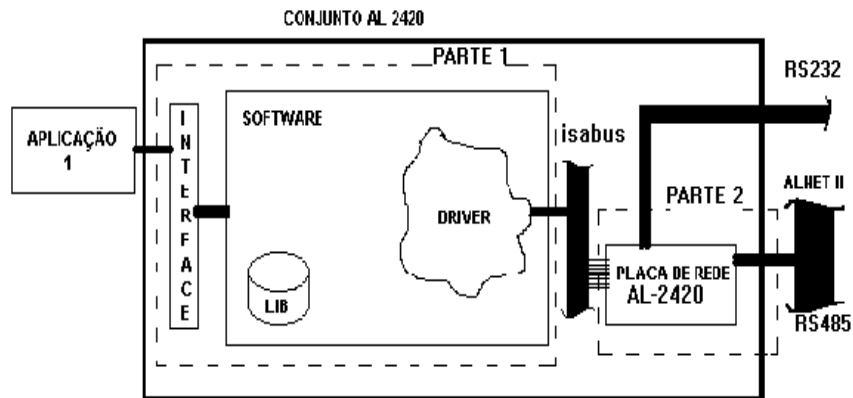 CONJUNTO AL 2420
PARTE 1
RS232
INTERFACE
SOFTWARE
isabus
APLICAÇÃO
1
ALNET II
PARTE 2
DRIVER
PLACA DE REDE
AL-2420
LIB
RS485